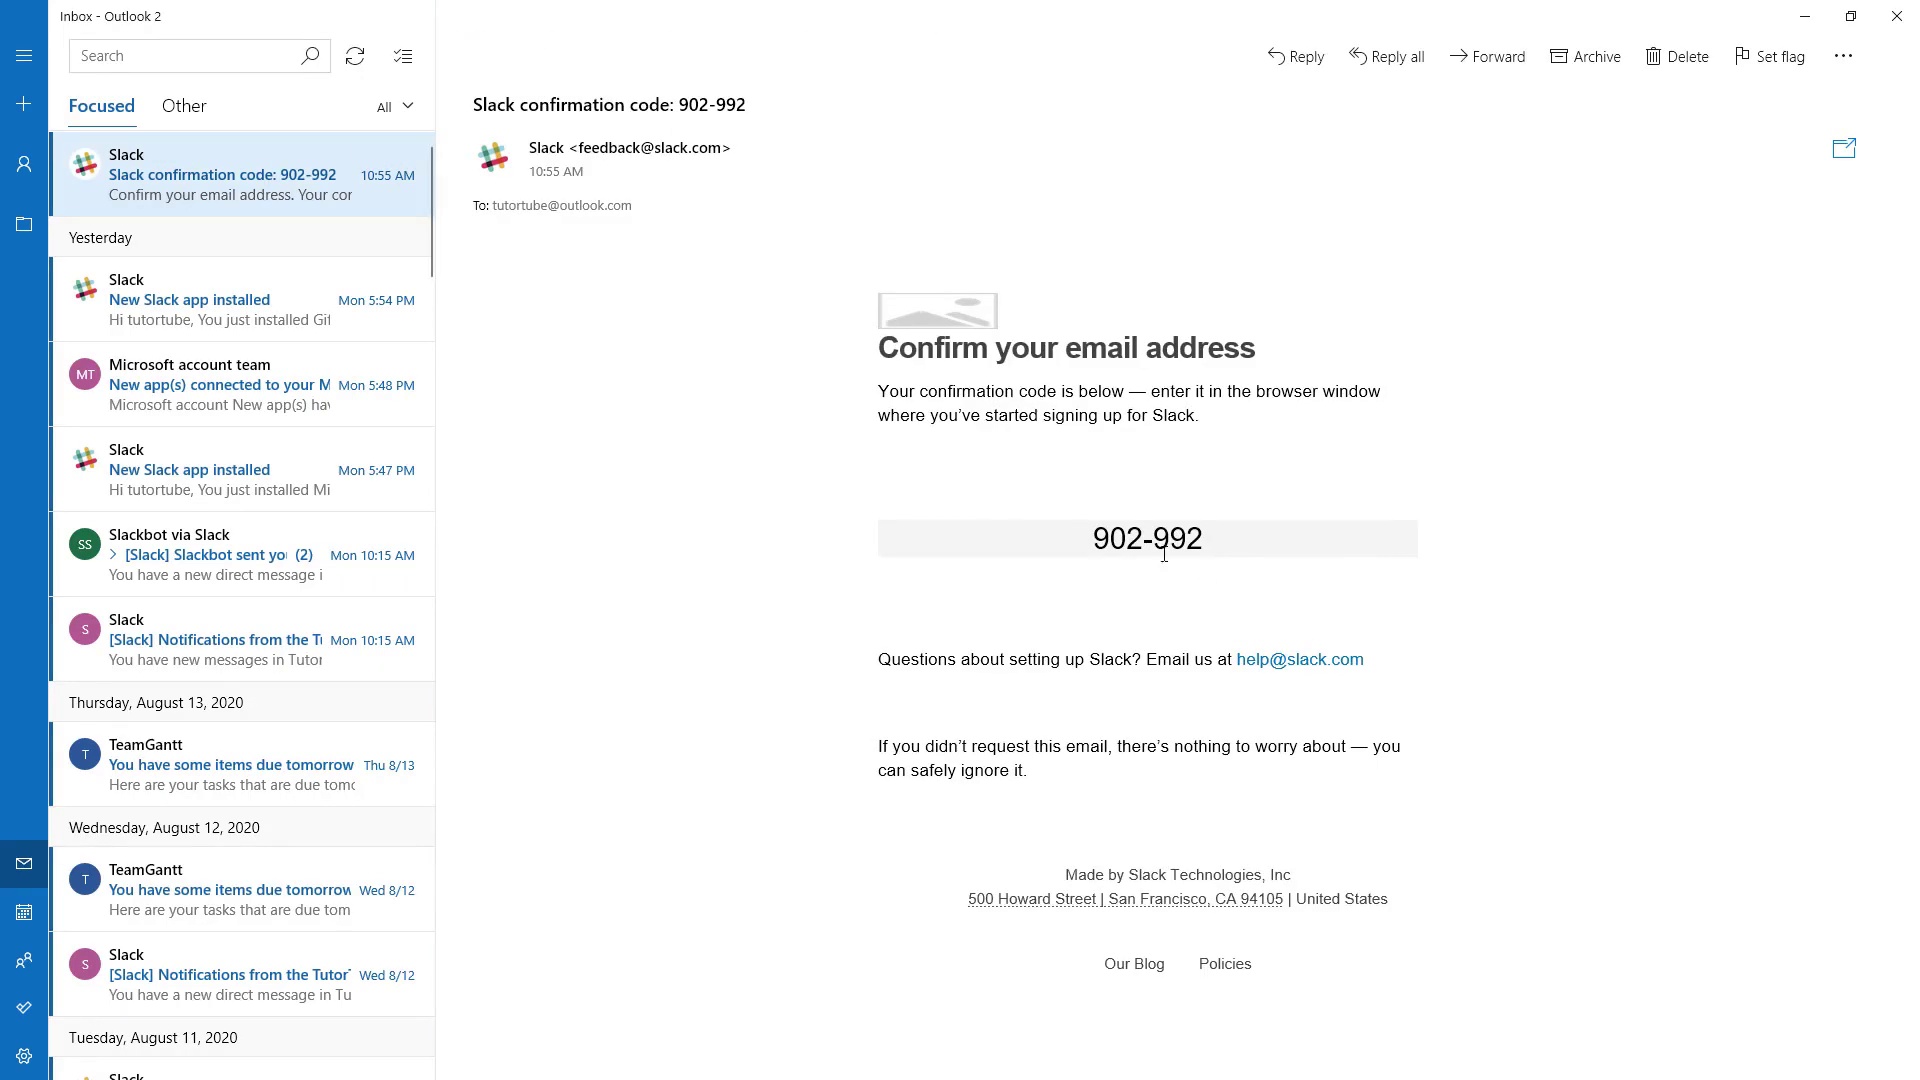 Inbox - Outlook 2
Search
Focused
Other
All
Slack
Slack confirmation code: 902-992
10:55 AM
Confirm your email address. Your cor
Yesterday
Slack
New Slack app installed
Mon 5:54 PM
Hi tutortube, You just installed Git
MT
Microsoft account team
New app(s) connected to your M
Mon 5:48 PM
Microsoft account New app(s) hav
Slack
New Slack app installed
Mon 5:47 PM
Hi tutortube, You just installed Mi
SS
Slackbot via Slack
> [Slack] Slackbot sent yo (2)
Mon 10:15 AM
You have a new direct message i
S
Slack
[Slack] Notifications from the T
Mon 10:15 AM
You have new messages in Tutor
Thursday, August 13, 2020
T
TeamGantt
You have some items due tomorrow
Thu 8/13
Here are your tasks that are due tomo
Wednesday, August 12, 2020
T
TeamGantt
You have some items due tomorrow
Wed 8/12
Here are your tasks that are due tom
S
Slack
[Slack] Notifications from the Tutor
Wed 8/12
You have a new direct message in Tu
Tuesday, August 11, 2020
Slack
Reply
Reply all
Forward
Archive
Delete
Set flag
Slack confirmation code: 902-992
Slack <feedback@slack.com>
10:55 AM
To: tutortube@outlook.com
Confirm your email address
Your confirmation code is below — enter it in the browser window
where you've started signing up for Slack.
902-992
Questions about setting up Slack? Email us at help@slack.com
If you didn't request this email, there's nothing to worry about — you
can safely ignore it.
Made by Slack Technologies, Inc
500 Howard Street | San Francisco, CA 94105 | United States
Our Blog
Policies